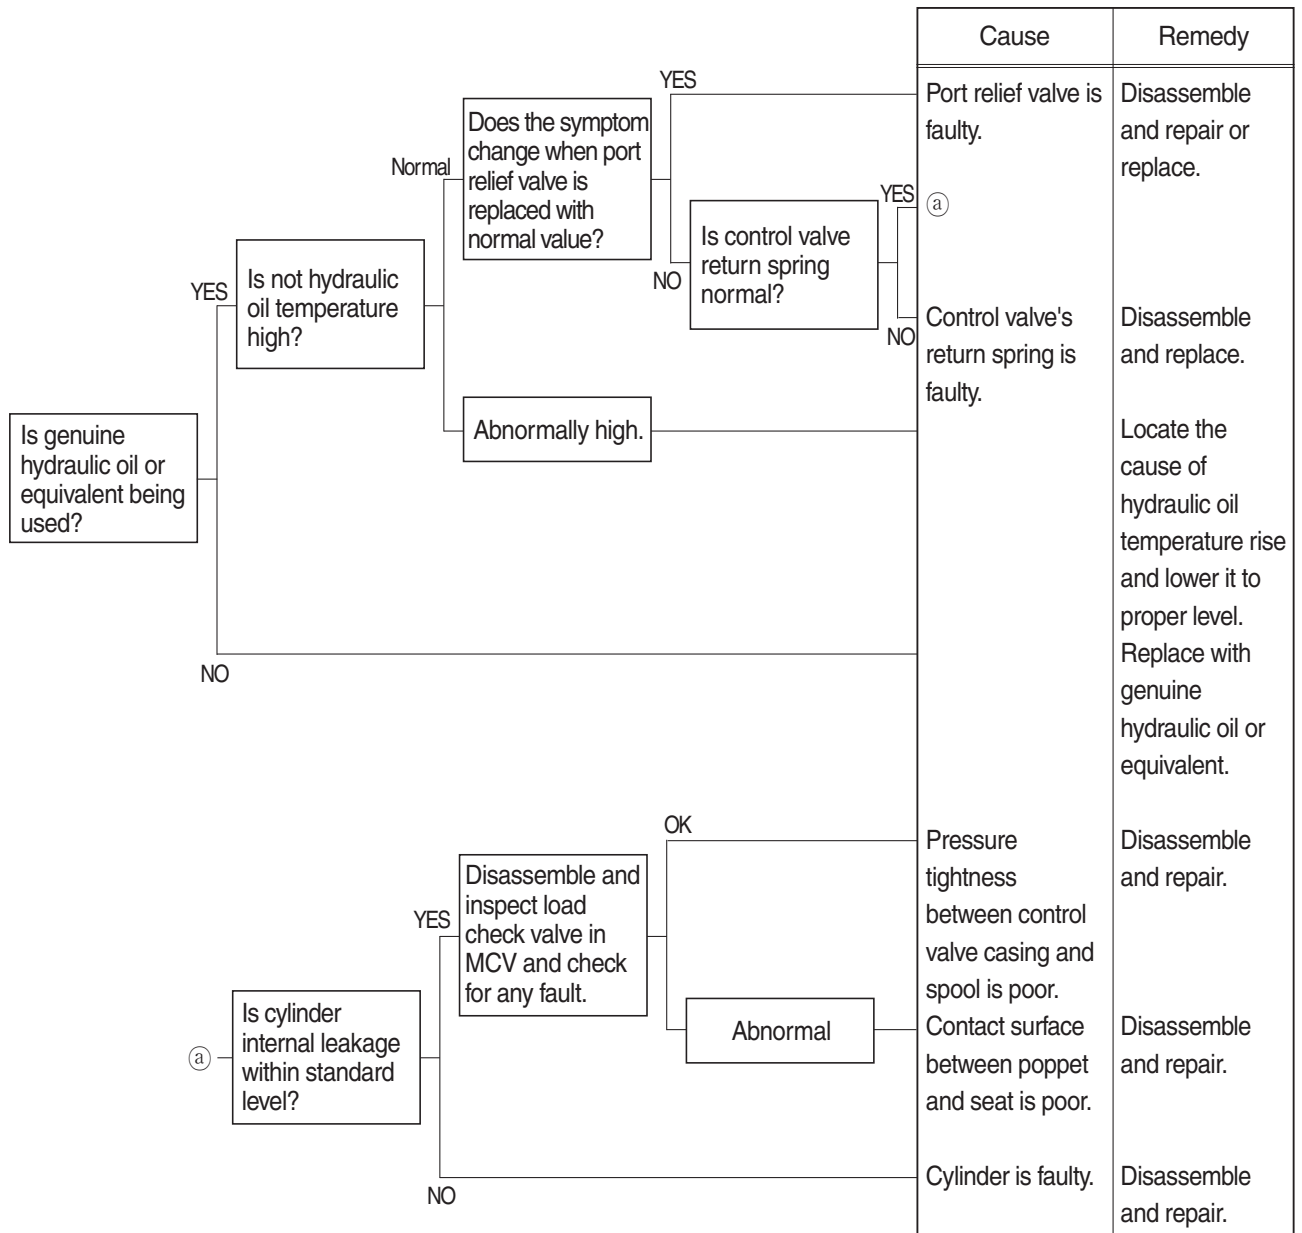 Cause
Remedy
YES
Port relief valve is
faulty.
Disassemble
and repair or
replace.
Does the symptom
change when port
relief valve is
replaced with
normal value?
Normal
YES
ⓐ
Is control valve
return spring
normal?
NO
Is not hydraulic
oil temperature
high?
YES
NO
Control valve's
return spring is
faulty.
Disassemble
and replace.
Abnormally high.
Locate the
cause of
hydraulic oil
temperature rise
and lower it to
proper level.
Is genuine
hydraulic oil or
equivalent being
used?
NO
Replace with
genuine
hydraulic oil or
equivalent.
OK
Pressure
tightness
between control
valve casing and
spool is poor.
Disassemble
and repair.
Disassemble and
inspect load
check valve in
MCV and check
for any fault.
YES
Abnormal
Contact surface
between poppet
and seat is poor.
Disassemble
and repair.
ⓐ
Is cylinder
internal leakage
within standard
level?
NO
Cylinder is faulty.
Disassemble
and repair.